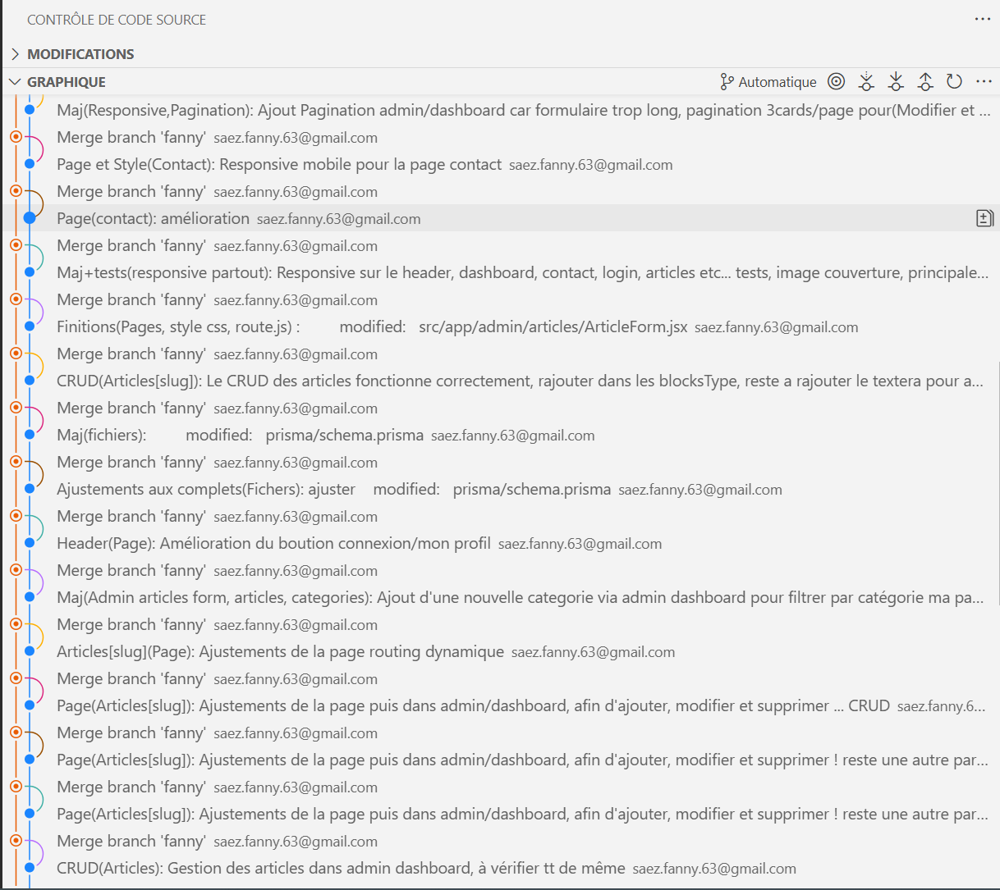 CONTRÔLE DE CODE SOURCE
MODIFICATIONS
GRAPHIQUE Automatique
Maj(Responsive,Pagination): Ajout Pagination admin/dashboard car formulaire trop long, pagination 3cards/page pour(Modifier et ...
Merge branch 'fanny' saez.fanny.63@gmail.com
Page et Style(Contact): Responsive mobile pour la page contact saez.fanny.63@gmail.com
Merge branch 'fanny' saez.fanny.63@gmail.com
Page(contact): amélioration saez.fanny.63@gmail.com
Merge branch 'fanny' saez.fanny.63@gmail.com
Maj+tests(responsive partout): Responsive sur le header, dashboard, contact, login, articles etc... tests, image couverture, principale...
Merge branch 'fanny' saez.fanny.63@gmail.com
Finitions(Pages, style css, route.js) : modified: src/app/admin/articles/ArticleForm.jsx saez.fanny.63@gmail.com
Merge branch 'fanny' saez.fanny.63@gmail.com
CRUD(Articles[slug]): Le CRUD des articles fonctionne correctement, rajouter dans les blocksType, reste a rajouter le textera pour a...
Merge branch 'fanny' saez.fanny.63@gmail.com
Maj(fichiers): modified: prisma/schema.prisma saez.fanny.63@gmail.com
Merge branch 'fanny' saez.fanny.63@gmail.com
Ajustements aux complets(Fichers): ajuster modified: prisma/schema.prisma saez.fanny.63@gmail.com
Merge branch 'fanny' saez.fanny.63@gmail.com
Header(Page): Amélioration du boution connexion/mon profil saez.fanny.63@gmail.com
Merge branch 'fanny' saez.fanny.63@gmail.com
Maj(Admin articles form, articles, categories): Ajout d'une nouvelle categorie via admin dashboard pour filtrer par catégorie ma pa...
Merge branch 'fanny' saez.fanny.63@gmail.com
Articles[slug](Page): Ajustements de la page routing dynamique saez.fanny.63@gmail.com
Merge branch 'fanny' saez.fanny.63@gmail.com
Page(Articles[slug]): Ajustements de la page puis dans admin/dashboard, afin d'ajouter, modifier et supprimer ... CRUD saez.fanny.6...
Merge branch 'fanny' saez.fanny.63@gmail.com
Page(Articles[slug]): Ajustements de la page puis dans admin/dashboard, afin d'ajouter, modifier et supprimer ! reste une autre par...
Merge branch 'fanny' saez.fanny.63@gmail.com
Page(Articles[slug]): Ajustements de la page puis dans admin/dashboard, afin d'ajouter, modifier et supprimer ! reste une autre par...
Merge branch 'fanny' saez.fanny.63@gmail.com
CRUD(Articles): Gestion des articles dans admin dashboard, à vérifier tt de même saez.fanny.63@gmail.com